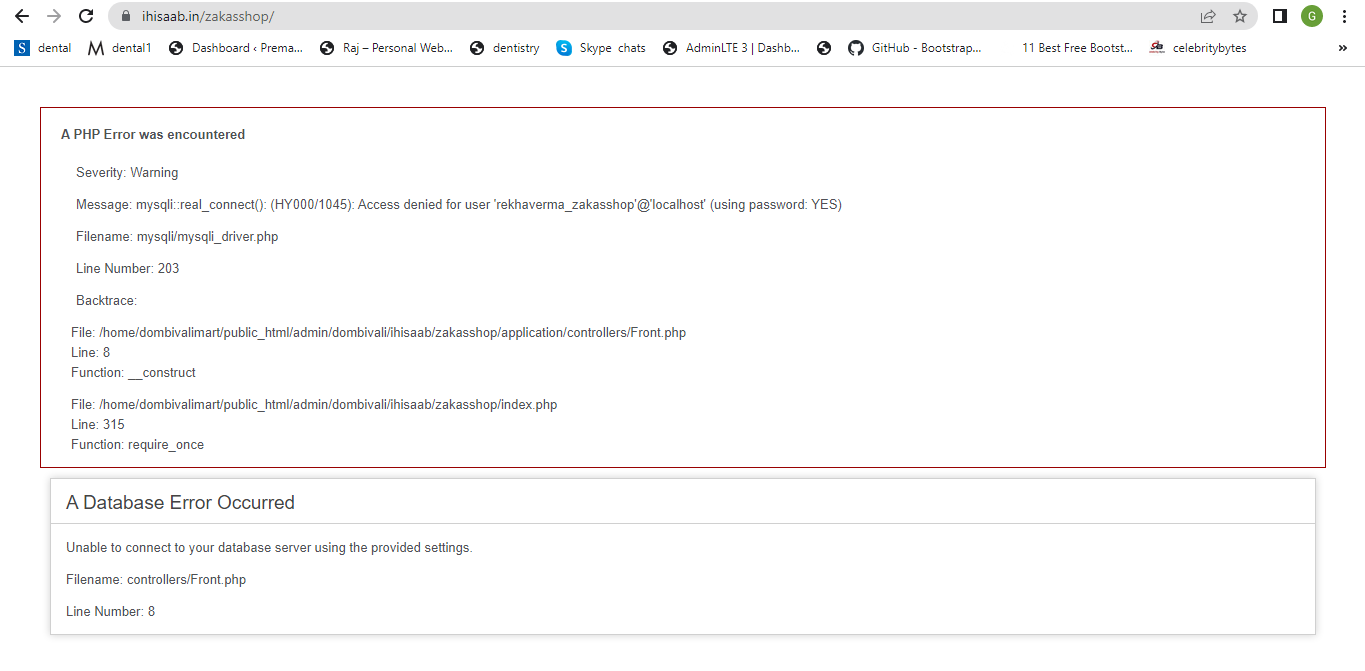 ihisaab.in/zakasshop/
G
S dental M dental1 Dashboard ‹ Prema... Raj – Personal Web... dentistry S Skype chats AdminLTE 3 | Dashb... GitHub - Bootstrap... 11 Best Free Bootst... celebritybytes »
A PHP Error was encountered
Severity: Warning
Message: mysqli::real_connect(): (HY000/1045): Access denied for user 'rekhaverma_zakasshop'@'localhost' (using password: YES)
Filename: mysqli/mysqli_driver.php
Line Number: 203
Backtrace:
File: /home/dombivalimart/public_html/admin/dombivali/ihisaab/zakasshop/application/controllers/Front.php
Line: 8
Function: __construct
File: /home/dombivalimart/public_html/admin/dombivali/ihisaab/zakasshop/index.php
Line: 315
Function: require_once
A Database Error Occurred
Unable to connect to your database server using the provided settings.
Filename: controllers/Front.php
Line Number: 8